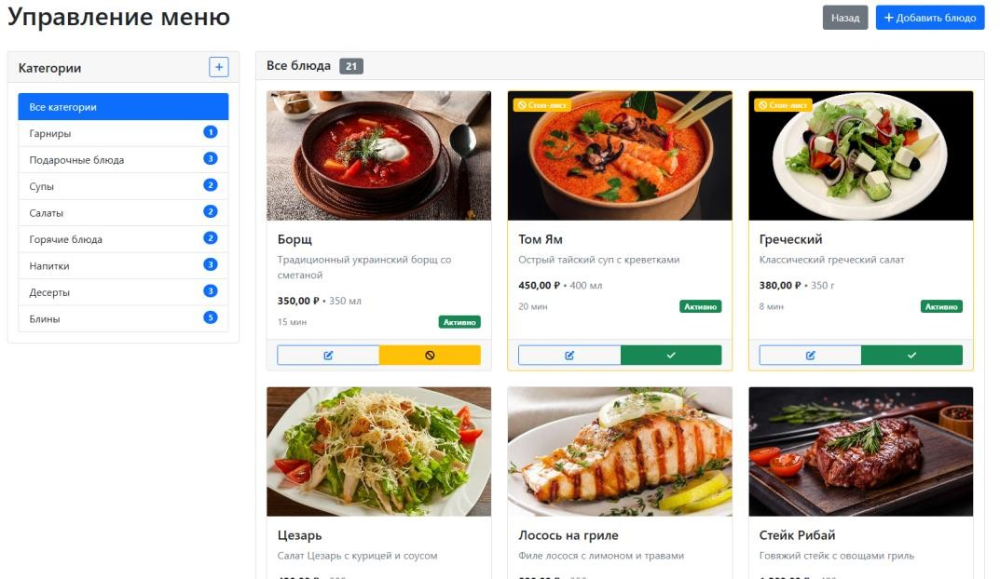 Управление меню
Назад
Добавить блюдо
Категории
Все категории
Гарниры 1
Подарочные блюда 3
Супы 2
Салаты 2
Горячие блюда 2
Напитки 3
Десерты 3
Блины 5
Все блюда 21
Борщ
Традиционный украинский борщ со
сметаной
350,00 ₽ • 350 мл
15 мин
Активно
Стоп-лист
Том Ям
Острый тайский суп с креветками
450,00 ₽ • 400 мл
20 мин
Активно
Стоп-лист
Греческий
Классический греческий салат
380,00 ₽ • 350 г
8 мин
Активно
Цезарь
Салат Цезарь с курицей и соусом
Лосось на гриле
Филе лосося с лимоном и травами
Стейк Рибай
Говяжий стейк с овощами гриль